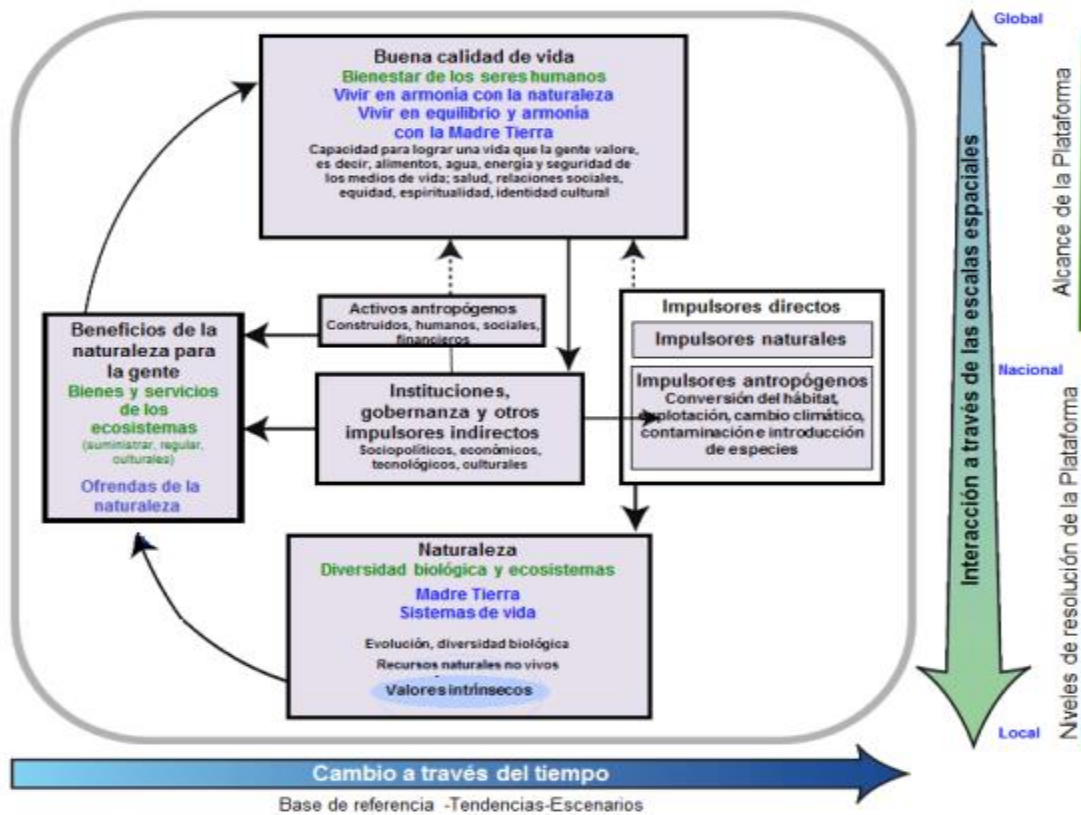 Buena calidad de vida
Bienestar de los seres humanos
Vivir en armonía con la naturaleza
Vivir en equilibrio y armonía
con la Madre Tierra
Capacidad para lograr una vida que la gente valore,
es decir, alimentos, agua, energía y seguridad de
los medios de vida; salud, relaciones sociales,
equidad, espiritualidad, identidad cultural
Activos antropógenos
Construidos, humanos, sociales,
financieros
Beneficios de la
naturaleza para
la gente
Bienes y servicios
de los
ecosistemas
(suministrar, regular,
culturales)
Ofrendas de la
naturaleza
Instituciones,
gobernanza y otros
impulsores indirectos
Sociopolíticos, económicos,
tecnológicos, culturales
Impulsores directos
Impulsores naturales
Impulsores antropógenos
Conversión del hábitat,
explotación, cambio climático,
contaminación e introducción
de especies
Naturaleza
Diversidad biológica y ecosistemas
Madre Tierra
Sistemas de vida
Evolución, diversidad biológica
Recursos naturales no vivos
Valores intrínsecos
Global
Nacional
Local
Interacción a través de las escalas espaciales
Alcance de la Plataforma
Niveles de resolución de la Plataforma
Cambio a través del tiempo
Base de referencia -Tendencias-Escenarios